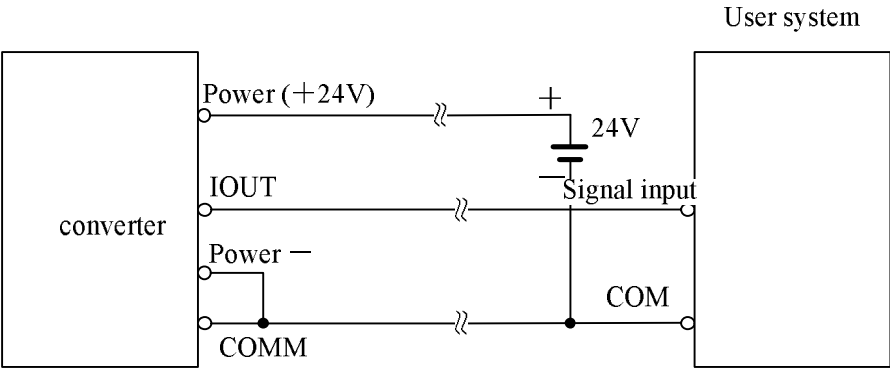 User system
Power (+24V)
+
24V
—
IOUT
Signal input
converter
Power —
COM
COMM